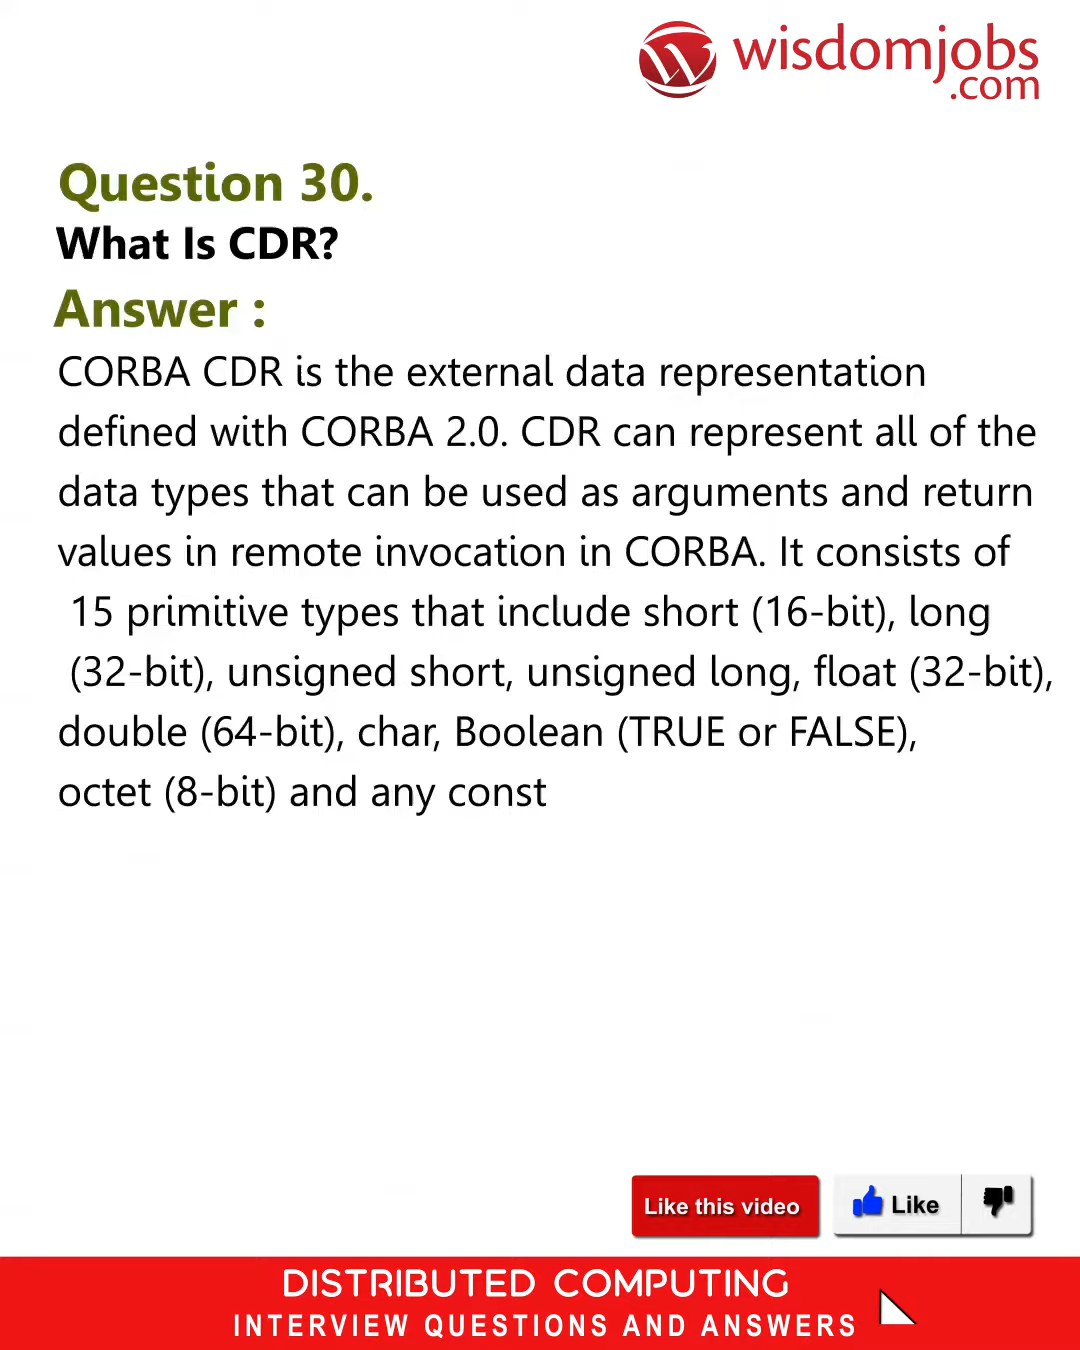 wisdomjobs
.com
Question 30.
What Is CDR?
Answer :
CORBA CDR is the external data representation
defined with CORBA 2.0. CDR can represent all of the
data types that can be used as arguments and return
values in remote invocation in CORBA. It consists of
15 primitive types that include short (16-bit), long
(32-bit), unsigned short, unsigned long, float (32-bit),
double (64-bit), char, Boolean (TRUE or FALSE),
octet (8-bit) and any const
Like this video
Like
DISTRIBUTED COMPUTING
INTERVIEW QUESTIONS AND ANSWERS